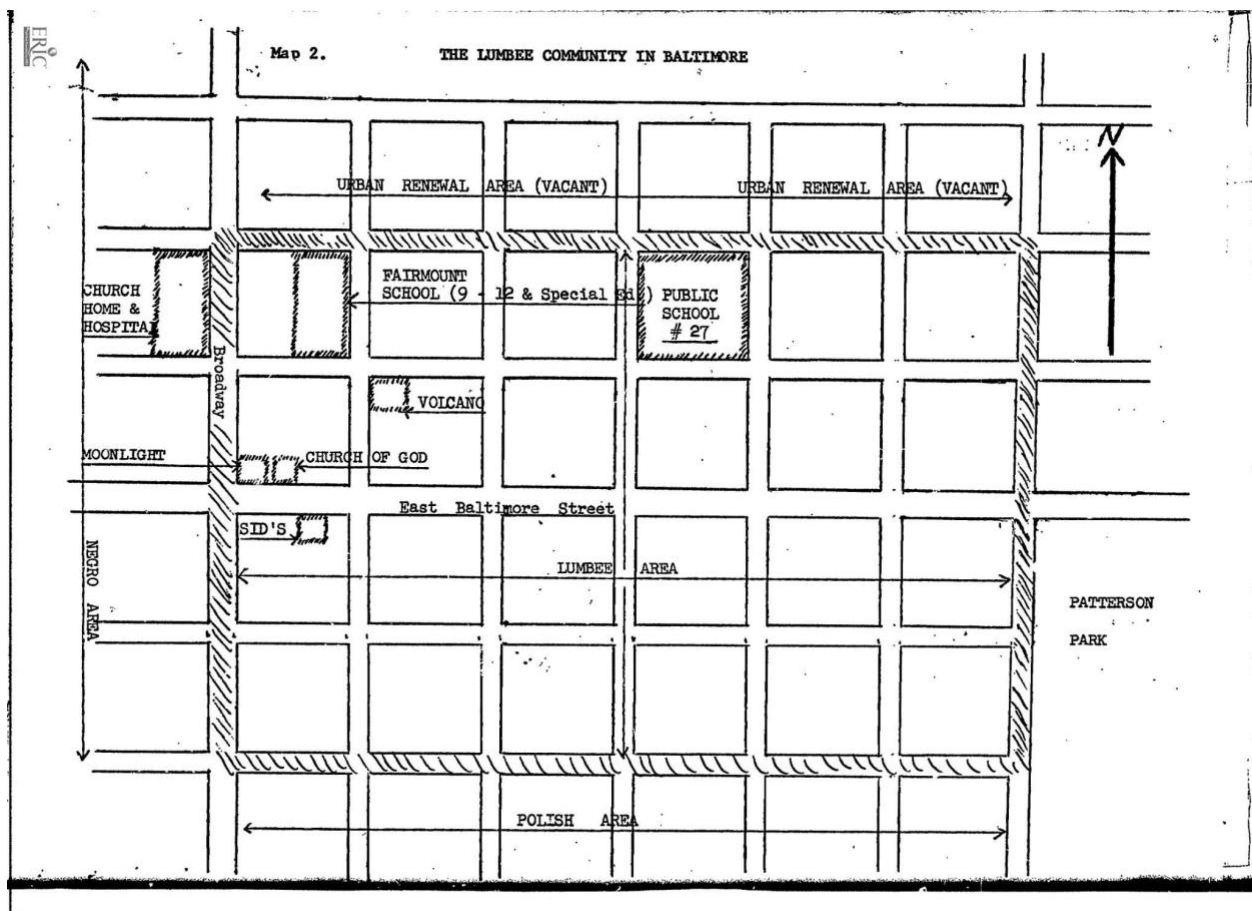 ERIC
Map 2. THE LUMBEE COMMUNITY IN BALTIMORE
N
URBAN RENEWAL AREA (VACANT) URBAN RENEWAL AREA (VACANT)
CHURCH
HOME &
HOSPITAL
FAIRMOUNT
SCHOOL (9 - 12 & Special Ed.)
PUBLIC
SCHOOL
# 27
Broadway
VOLCANO
MOONLIGHT
CHURCH OF GOD
East Baltimore Street
SID'S
NEGRO AREA
LUMBEE AREA
PATTERSON
PARK
POLISH AREA